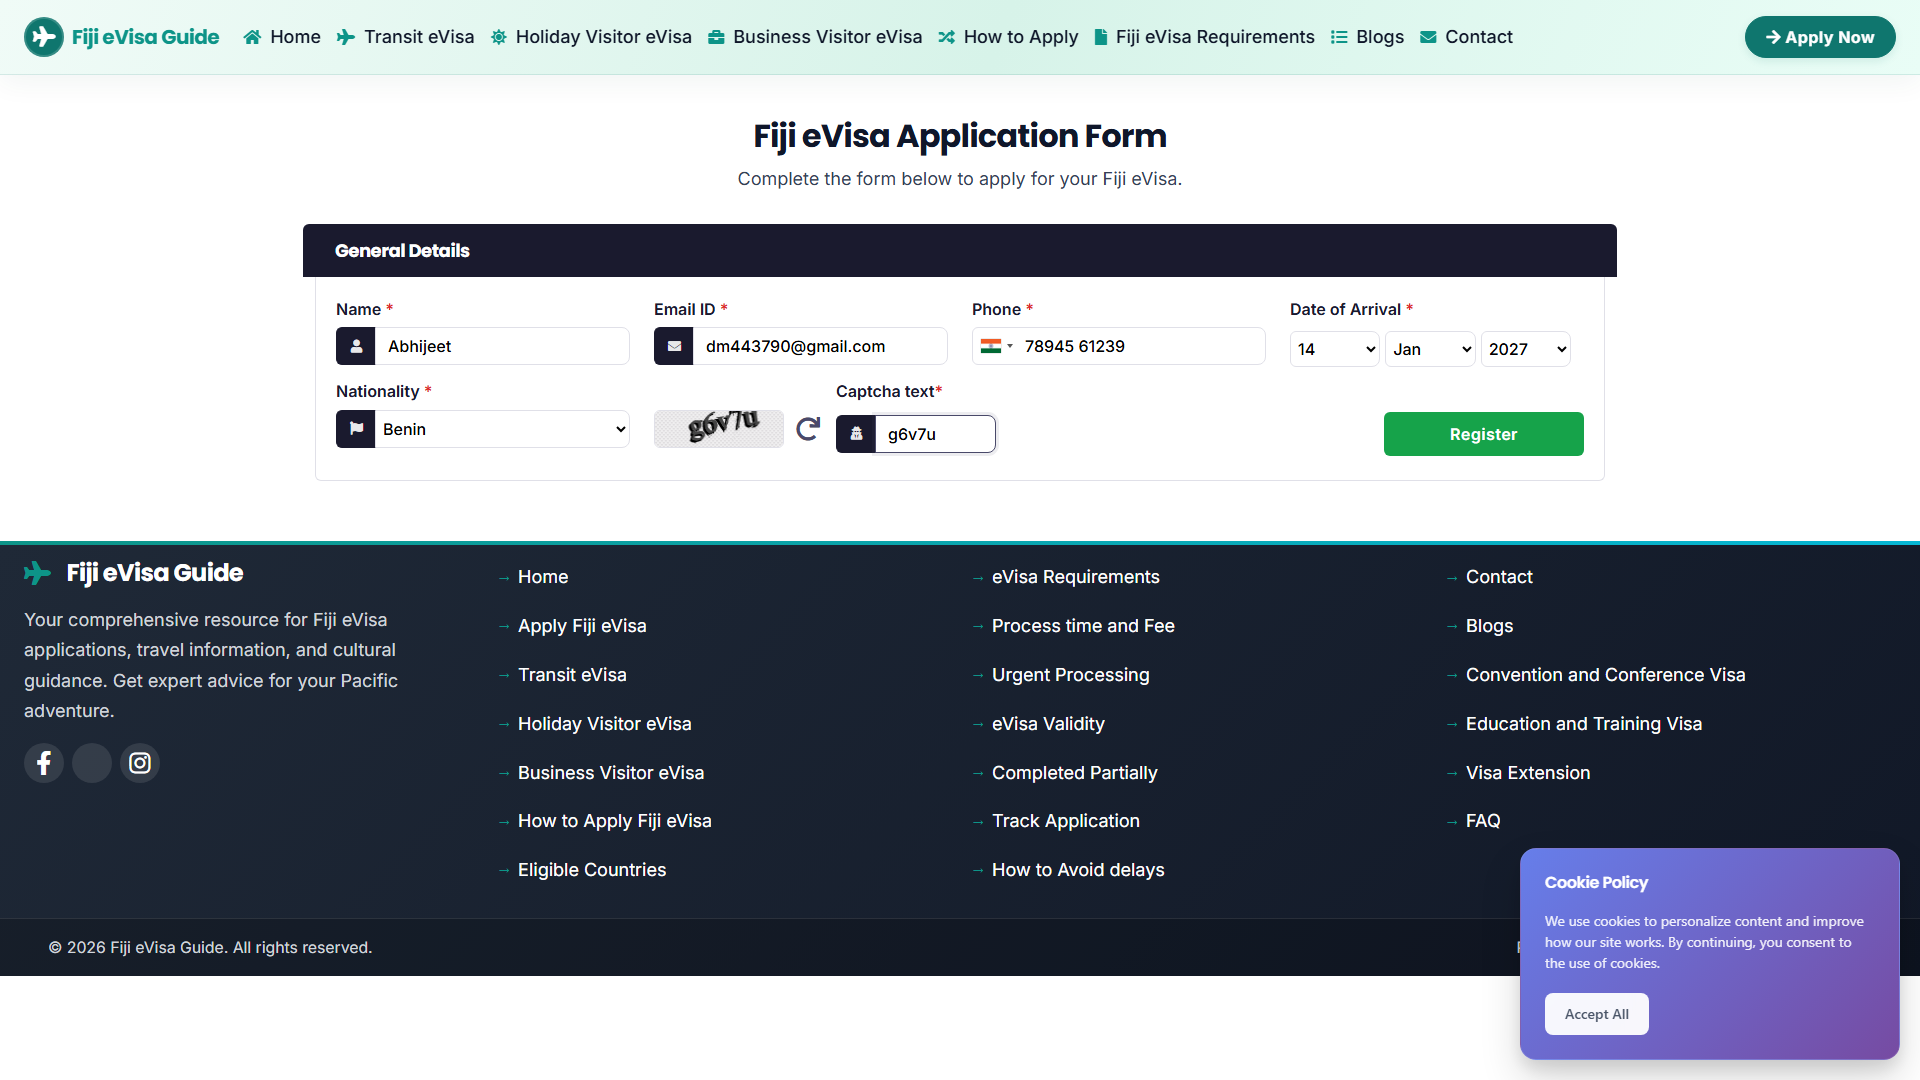 Fiji eVisa Guide Home Transit eVisa Holiday Visitor eVisa Business Visitor eVisa How to Apply Fiji eVisa Requirements Blogs Contact Apply Now
Fiji eVisa Application Form
Complete the form below to apply for your Fiji eVisa.
General Details
Name * Email ID * Phone * Date of Arrival *
Abhijeet dm443790@gmail.com 78945 61239 14 Jan 2027
Nationality * Captcha text*
Benin g6v7u g6v7u Register
Fiji eVisa Guide
Your comprehensive resource for Fiji eVisa
applications, travel information, and cultural
guidance. Get expert advice for your Pacific
adventure.
→ Home
→ Apply Fiji eVisa
→ Transit eVisa
→ Holiday Visitor eVisa
→ Business Visitor eVisa
→ How to Apply Fiji eVisa
→ Eligible Countries
→ eVisa Requirements
→ Process time and Fee
→ Urgent Processing
→ eVisa Validity
→ Completed Partially
→ Track Application
→ How to Avoid delays
→ Contact
→ Blogs
→ Convention and Conference Visa
→ Education and Training Visa
→ Visa Extension
→ FAQ
© 2026 Fiji eVisa Guide. All rights reserved.
Cookie Policy
We use cookies to personalize content and improve
how our site works. By continuing, you consent to
the use of cookies.
Accept All